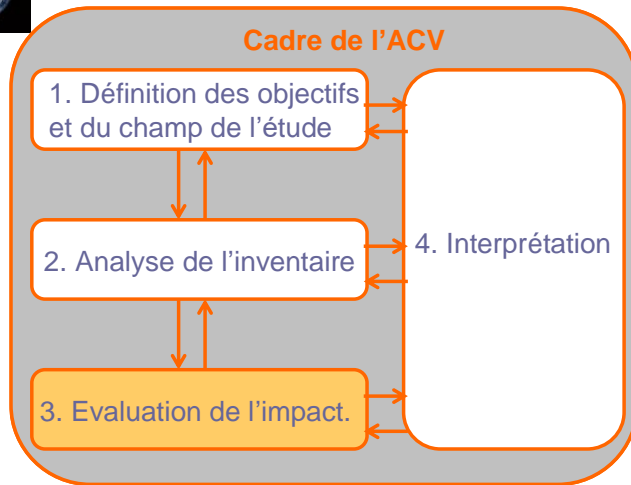 Cadre de l’ACV
1. Définition des objectifs
et du champ de l’étude
2. Analyse de l’inventaire
4. Interprétation
3. Evaluation de l’impact.